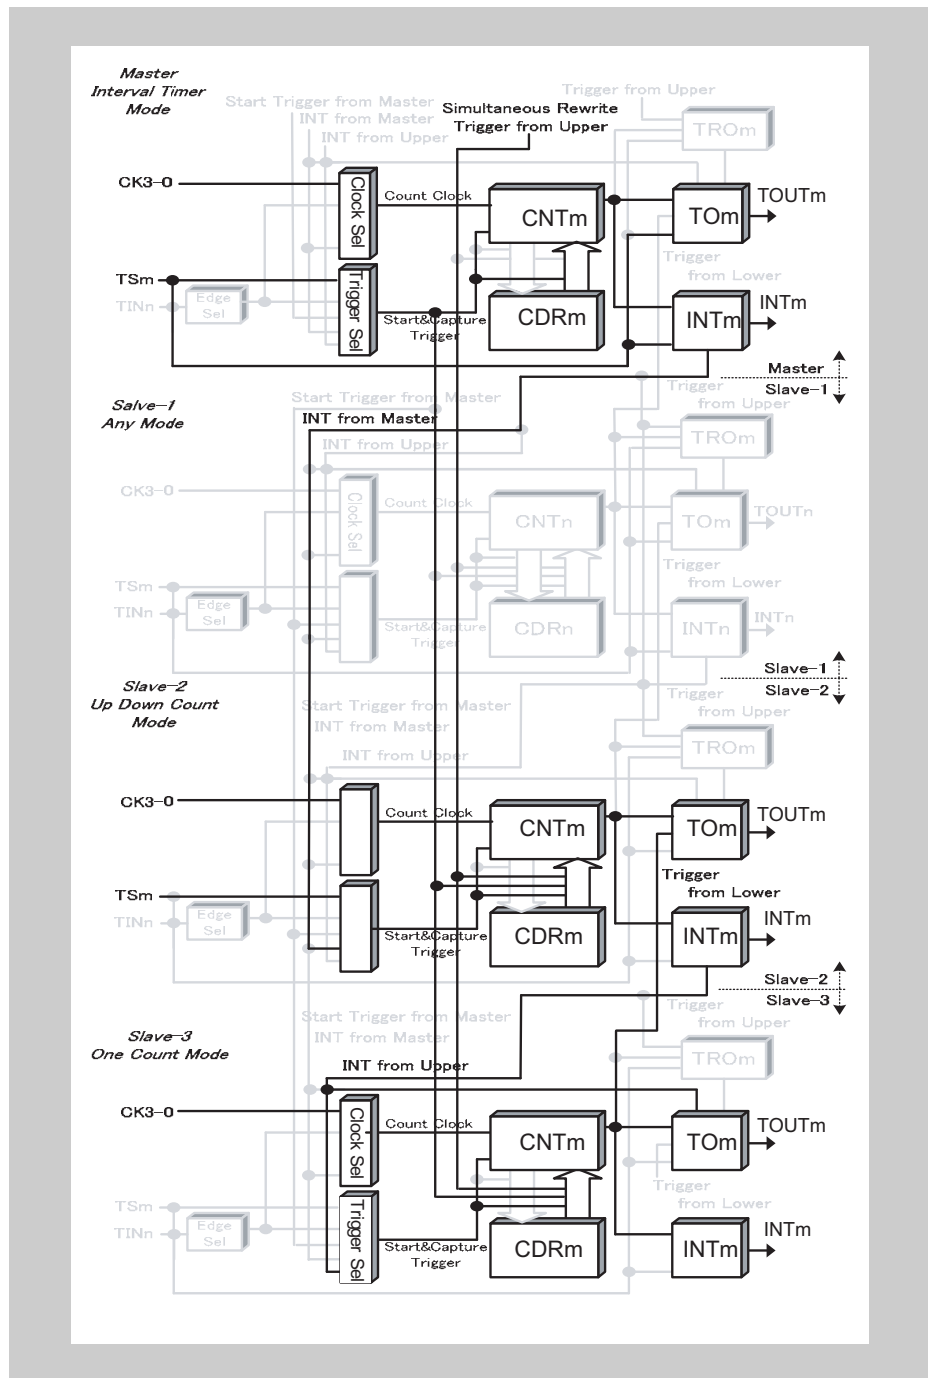 Master
Interval Timer
Mode
Start Trigger from Master
INT from Master
INT from Upper
Simultaneous Rewrite
Trigger from Upper
Trigger from Upper
TROm
CK3-0
Clock Sel
Count Clock
CNTm
TOm
TOUTm
TSm
TINn
Edge
Sel
Trigger Sel
Start&Capture
Trigger
CDRm
Trigger
from Lower
INTm
INTm
Master
Slave-1
Salve-1
Any Mode
Start Trigger from Master
INT from Master
INT from Upper
Trigger
from Upper
TROm
CK3-0
Clock Sel
Count Clock
CNTn
TOm
TOUTn
TSm
TINn
Edge
Sel
Start&Capture
Trigger
CDRn
Trigger
from Lower
INTn
INTn
Slave-1
Slave-2
Slave-2
Up Down Count
Mode
Start Trigger from Master
INT from Master
INT from Upper
Trigger
from Upper
TROm
CK3-0
Count Clock
CNTm
TOm
TOUTm
TSm
TINn
Edge
Sel
Start&Capture
Trigger
CDRm
Trigger
from Lower
INTm
INTm
Slave-2
Slave-3
Slave-3
One Count Mode
Start Trigger from Master
INT from Master
INT from Upper
Trigger
from Upper
TROm
CK3-0
Clock Sel
Count Clock
CNTm
TOm
TOUTm
TSm
TINn
Edge
Sel
Trigger Sel
Start&Capture
Trigger
CDRm
Trigger
from Lower
INTm
INTm